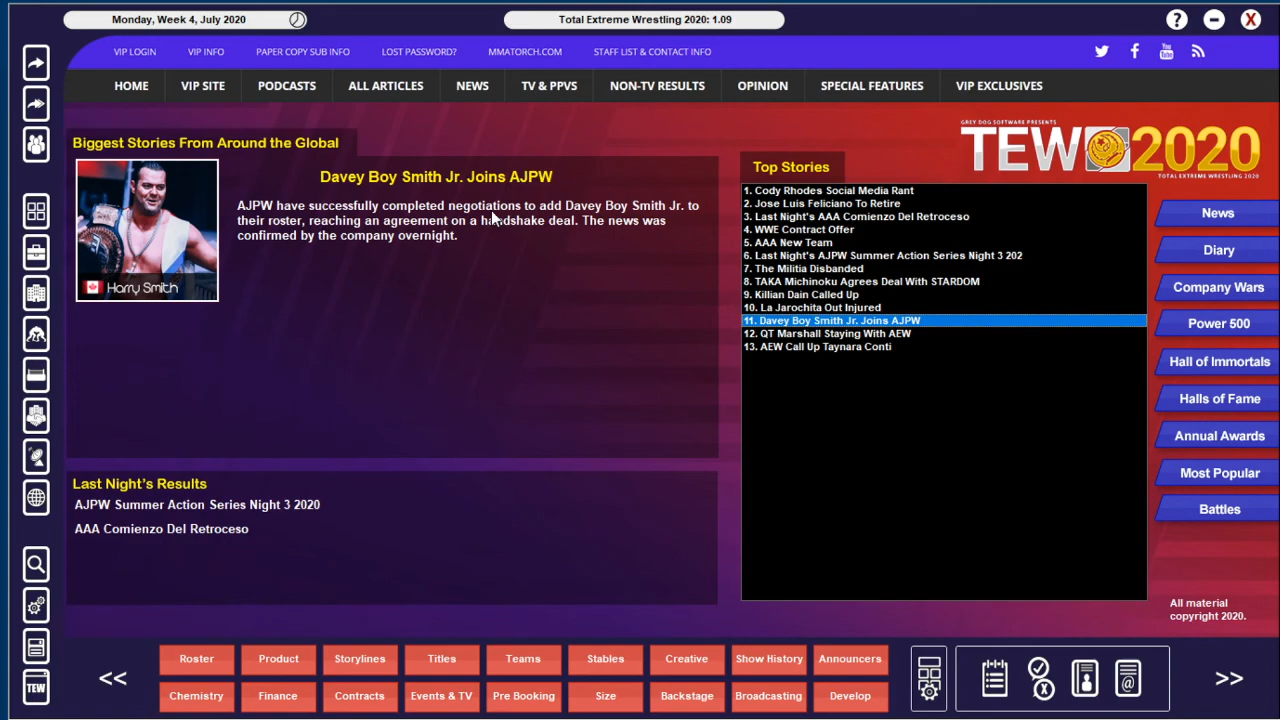 Monday, Week 4, July 2020
Total Extreme Wrestling 2020: 1.09
?
X
VIP LOGIN
VIP INFO
PAPER COPY SUB INFO
LOST PASSWORD?
MMATORCH.COM
STAFF LIST & CONTACT INFO
HOME
VIP SITE
PODCASTS
ALL ARTICLES
NEWS
TV & PPVS
NON-TV RESULTS
OPINION
SPECIAL FEATURES
VIP EXCLUSIVES
Biggest Stories From Around the Global
Davey Boy Smith Jr. Joins AJPW
AJPW have successfully completed negotiations to add Davey Boy Smith Jr. to
their roster, reaching an agreement on a handshake deal. The news was
confirmed by the company overnight.
Harry Smith
Last Night's Results
AJPW Summer Action Series Night 3 2020
AAA Comienzo Del Retroceso
GREY DOG SOFTWARE PRESENTS
TEW 2020
TOTAL EXTREME WRESTLING 2020
Top Stories
1. Cody Rhodes Social Media Rant
2. Jose Luis Feliciano To Retire
3. Last Night's AAA Comienzo Del Retroceso
4. WWE Contract Offer
5. AAA New Team
6. Last Night's AJPW Summer Action Series Night 3 202
7. The Militia Disbanded
8. TAKA Michinoku Agrees Deal With STARDOM
9. Killian Dain Called Up
10. La Jarochita Out Injured
11. Davey Boy Smith Jr. Joins AJPW
12. QT Marshall Staying With AEW
13. AEW Call Up Taynara Conti
News
Diary
Company Wars
Power 500
Hall of Immortals
Halls of Fame
Annual Awards
Most Popular
Battles
All material
copyright 2020.
TEW
<<
Roster
Product
Storylines
Titles
Teams
Stables
Creative
Show History
Announcers
Chemistry
Finance
Contracts
Events & TV
Pre Booking
Size
Backstage
Broadcasting
Develop
>>